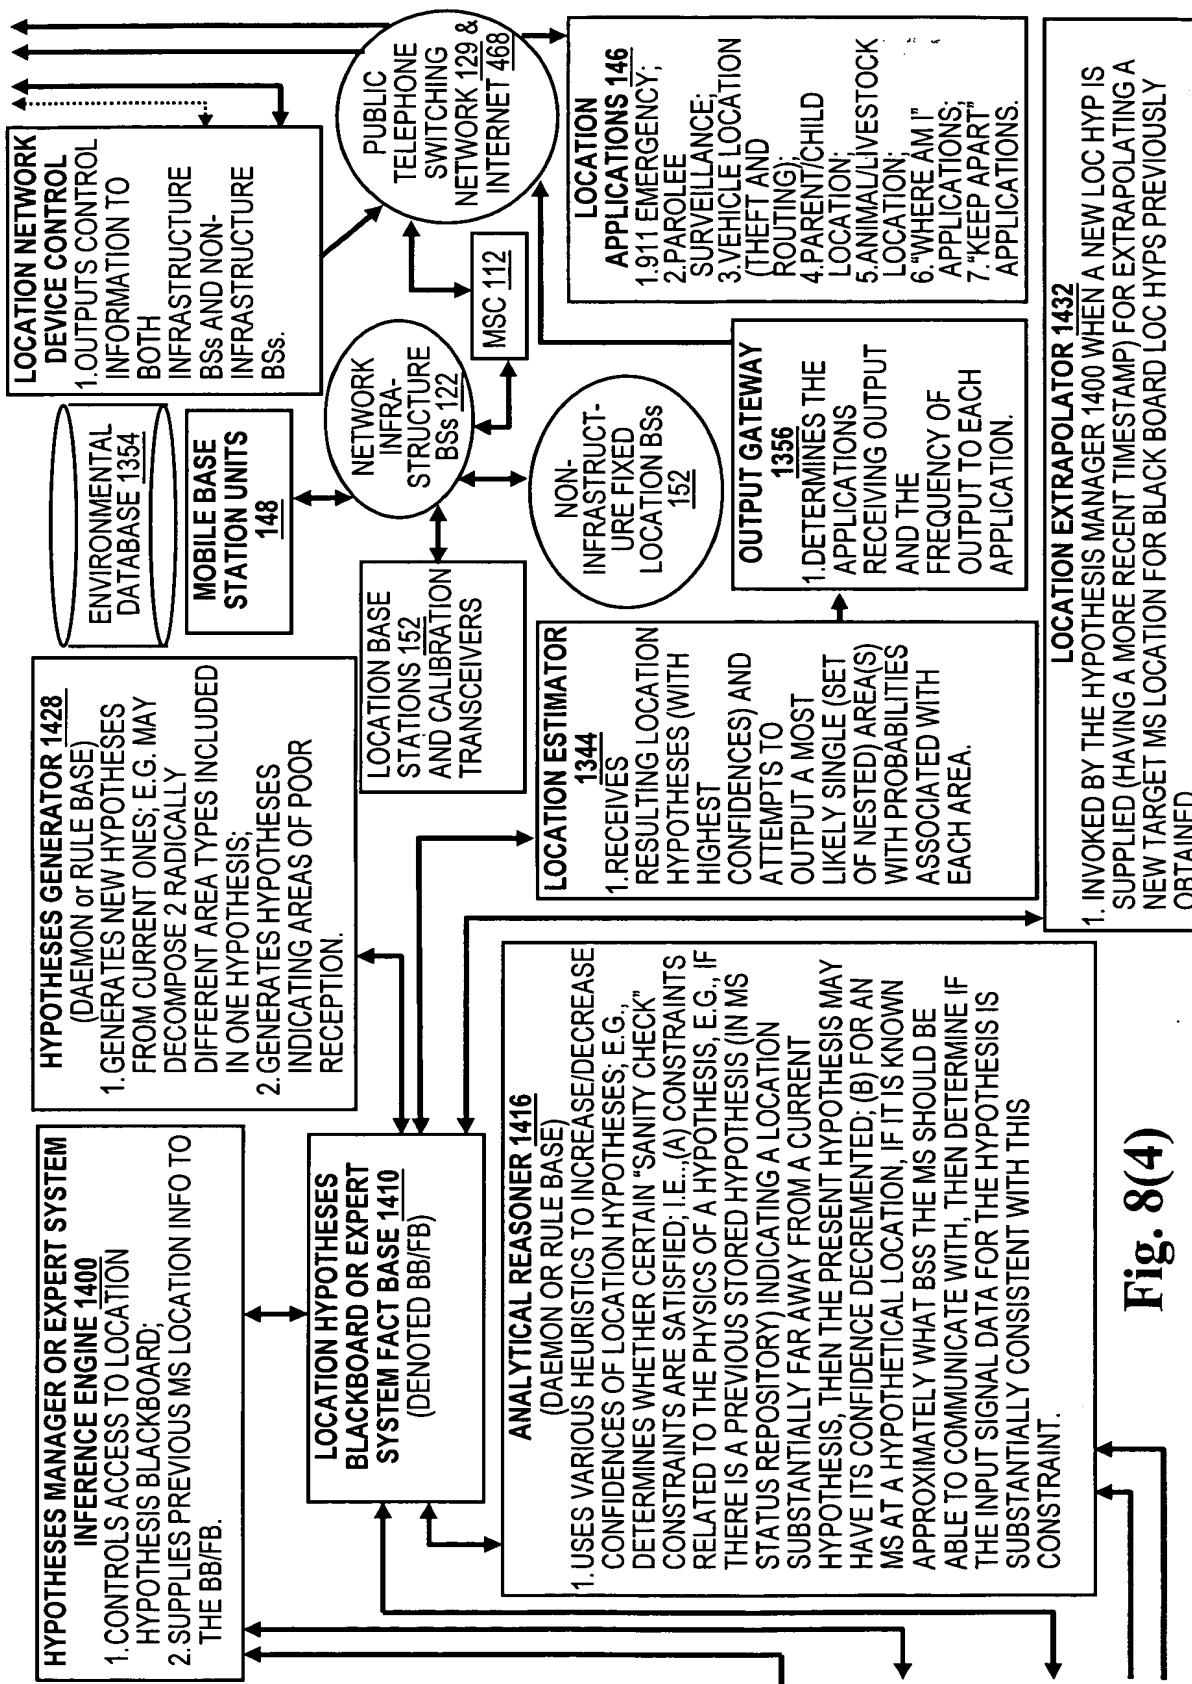 HYPOTHESES MANAGER OR EXPERT SYSTEM
INFERENCE ENGINE 1400
1. CONTROLS ACCESS TO LOCATION
HYPOTHESIS BLACKBOARD;
2. SUPPLIES PREVIOUS MS LOCATION INFO TO
THE BB/FB.
HYPOTHESES GENERATOR 1428
(DAEMON or RULE BASE)
1. GENERATES NEW HYPOTHESES
FROM CURRENT ONES; E.G. MAY
DECOMPOSE 2 RADICALLY
DIFFERENT AREA TYPES INCLUDED
IN ONE HYPOTHESIS;
2. GENERATES HYPOTHESES
INDICATING AREAS OF POOR
RECEPTION.
ENVIRONMENTAL
DATABASE 1354
MOBILE BASE
STATION UNITS
148
LOCATION NETWORK
DEVICE CONTROL
1. OUTPUTS CONTROL
INFORMATION TO
BOTH
INFRASTRUCTURE
BSs AND NON-
INFRASTRUCTURE
BSs.
LOCATION HYPOTHESES
BLACKBOARD OR EXPERT
SYSTEM FACT BASE 1410
(DENOTED BB/FB)
LOCATION BASE
STATIONS 152
AND CALIBRATION
TRANSCEIVERS
NETWORK
INFRA-
STRUCTURE
BSs 122
MSC 112
PUBLIC
TELEPHONE
SWITCHING
NETWORK 129 &
INTERNET 468
NON-
INFRASTRUCT-
URE FIXED
LOCATION BSs
152
ANALYTICAL REASONER 1416
(DAEMON OR RULE BASE)
1. USES VARIOUS HEURISTICS TO INCREASE/DECREASE
CONFIDENCES OF LOCATION HYPOTHESES; E.G.,
DETERMINES WHETHER CERTAIN "SANITY CHECK"
CONSTRAINTS ARE SATISFIED; I.E.,(A) CONSTRAINTS
RELATED TO THE PHYSICS OF A HYPOTHESIS, E.G., IF
THERE IS A PREVIOUS STORED HYPOTHESIS (IN MS
STATUS REPOSITORY) INDICATING A LOCATION
SUBSTANTIALLY FAR AWAY FROM A CURRENT
HYPOTHESIS, THEN THE PRESENT HYPOTHESIS MAY
HAVE ITS CONFIDENCE DECREMENTED; (B) FOR AN
MS AT A HYPOTHETICAL LOCATION, IF IT IS KNOWN
APPROXIMATELY WHAT BSS THE MS SHOULD BE
ABLE TO COMMUNICATE WITH, THEN DETERMINE IF
THE INPUT SIGNAL DATA FOR THE HYPOTHESIS IS
SUBSTANTIALLY CONSISTENT WITH THIS
CONSTRAINT.
LOCATION ESTIMATOR
1344
1. RECEIVES
RESULTING LOCATION
HYPOTHESES (WITH
HIGHEST
CONFIDENCES) AND
ATTEMPTS TO
OUTPUT A MOST
LIKELY SINGLE (SET
OF NESTED) AREA(S)
WITH PROBABILITIES
ASSOCIATED WITH
EACH AREA.
OUTPUT GATEWAY
1356
1. DETERMINES THE
APPLICATIONS
RECEIVING OUTPUT
AND THE
FREQUENCY OF
OUTPUT TO EACH
APPLICATION.
LOCATION
APPLICATIONS 146
1. 911 EMERGENCY;
2. PAROLEE
SURVEILLANCE;
3. VEHICLE LOCATION
(THEFT AND
ROUTING);
4. PARENT/CHILD
LOCATION;
5. ANIMAL/LIVESTOCK
LOCATION;
6. "WHERE AM I"
APPLICATIONS;
7. "KEEP APART"
APPLICATIONS.
LOCATION EXTRAPOLATOR 1432
1. INVOKED BY THE HYPOTHESIS MANAGER 1400 WHEN A NEW LOC HYP IS
SUPPLIED (HAVING A MORE RECENT TIMESTAMP) FOR EXTRAPOLATING A
NEW TARGET MS LOCATION FOR BLACK BOARD LOC HYPS PREVIOUSLY
OBTAINED
Fig. 8(4)